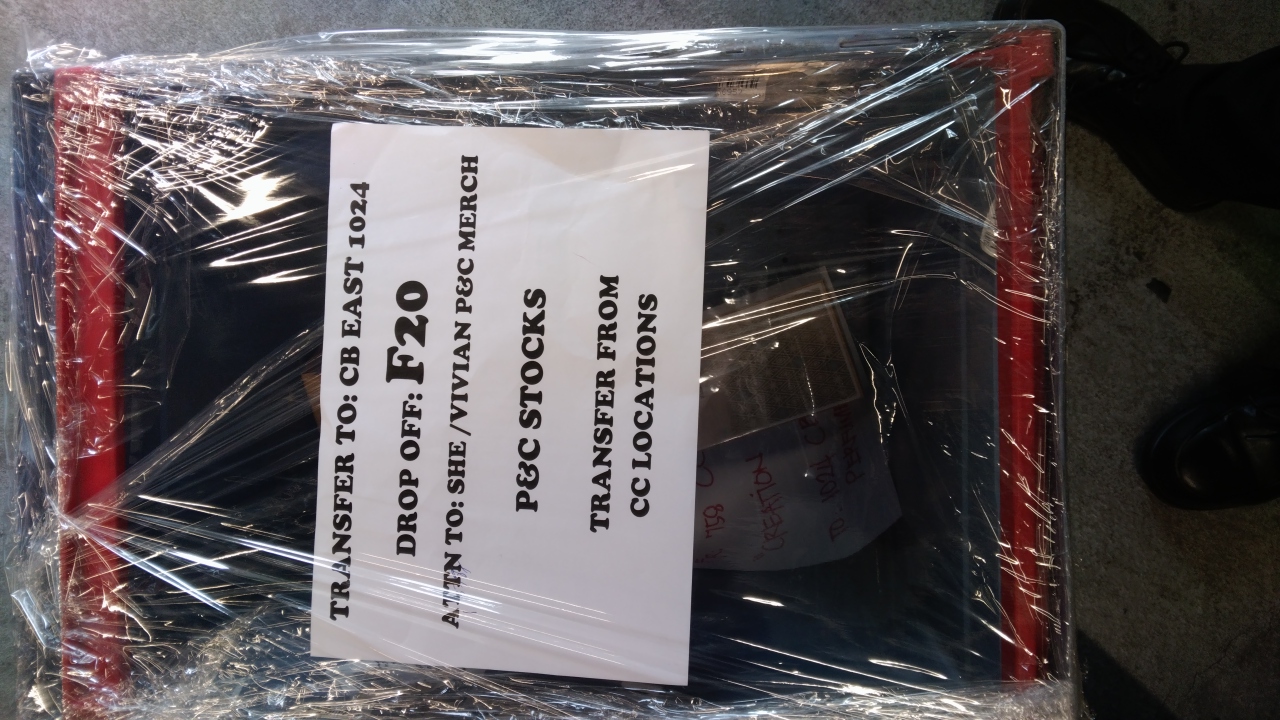 TRANSFER TO: CB EAST 1024
DROP OFF: F20
ATTN TO: SHE /VIVIAN P&C MERCH
P&C STOCKS
TRANSFER FROM
CC LOCATIONS
758
CREATION